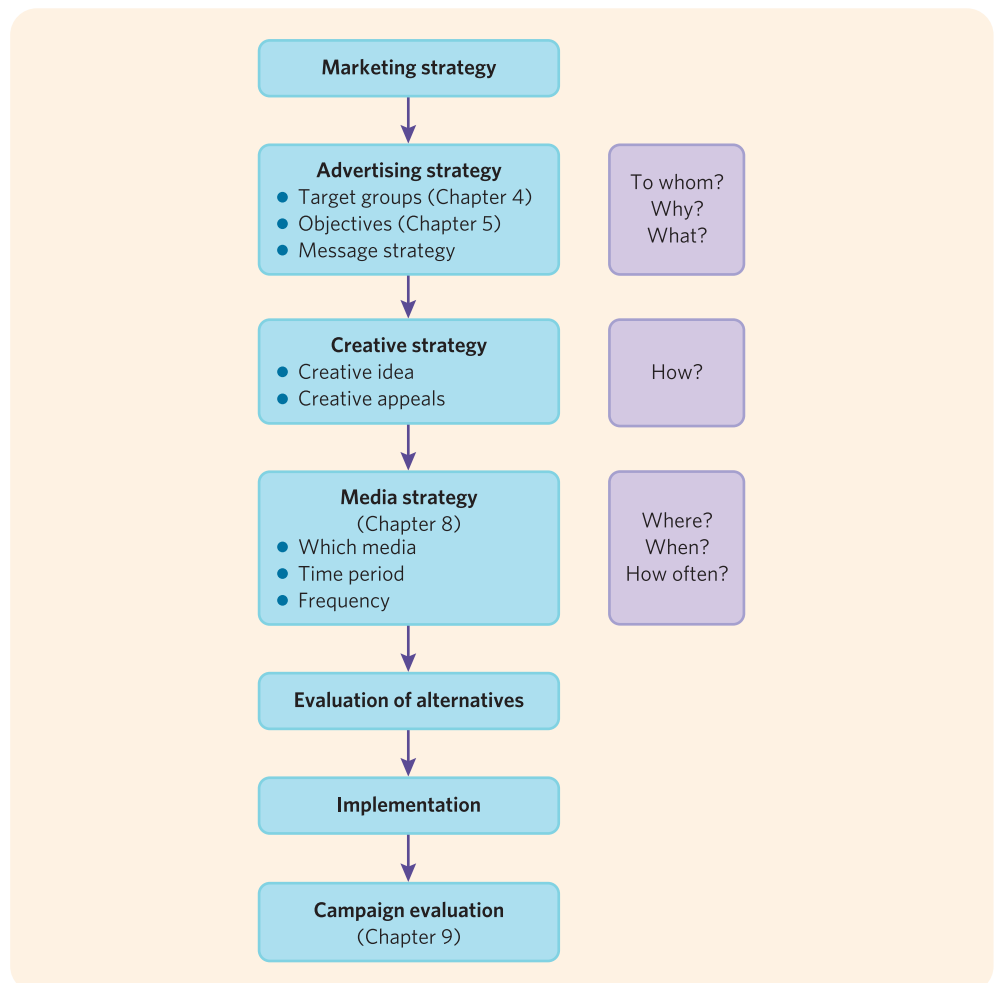 Marketing strategy
Advertising strategy
● Target groups (Chapter 4)
● Objectives (Chapter 5)
● Message strategy
To whom?
Why?
What?
Creative strategy
● Creative idea
● Creative appeals
How?
Media strategy
(Chapter 8)
● Which media
● Time period
● Frequency
Where?
When?
How often?
Evaluation of alternatives
Implementation
Campaign evaluation
(Chapter 9)